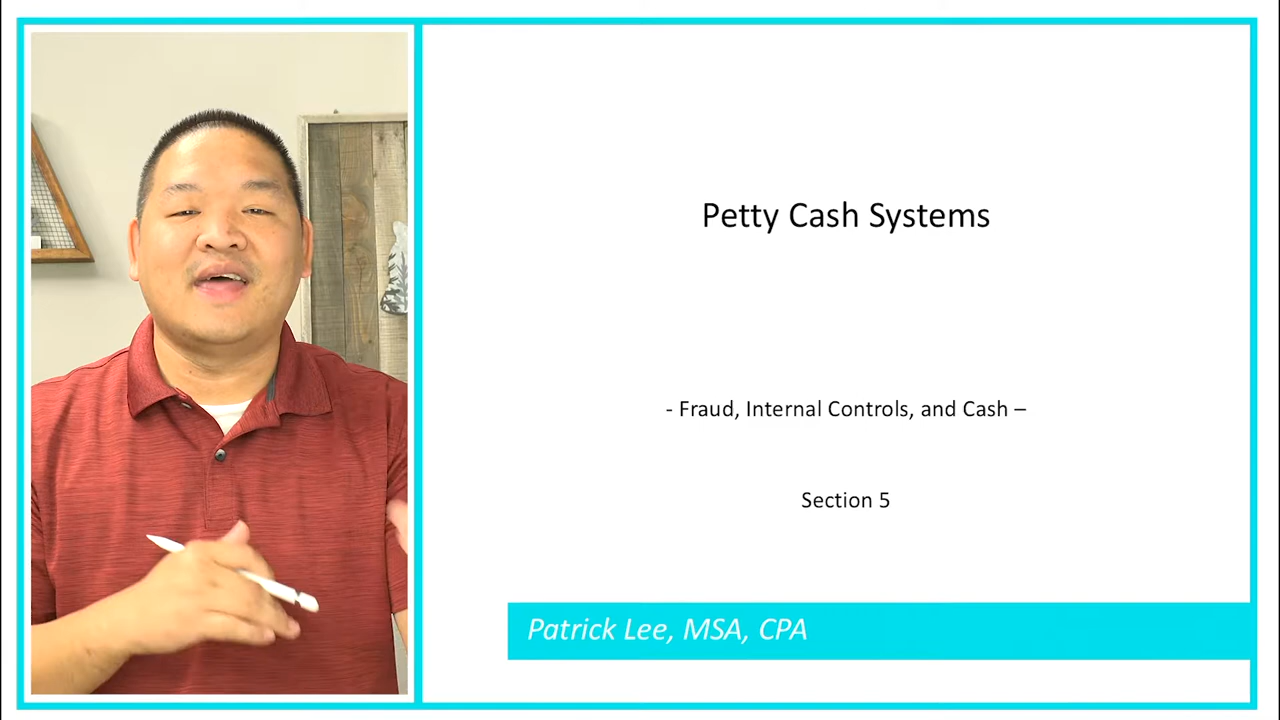 Petty Cash Systems
- Fraud, Internal Controls, and Cash –
Section 5
Patrick Lee, MSA, CPA